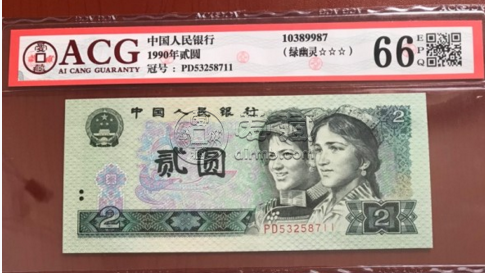 ACG
AI CANG GUARANTY
中国人民银行
1990年贰圆
冠号：PD53258711
10389987
（绿幽灵☆☆☆）
66 EPQ
中国人民银行
2
贰圆
2
2
PD53258711